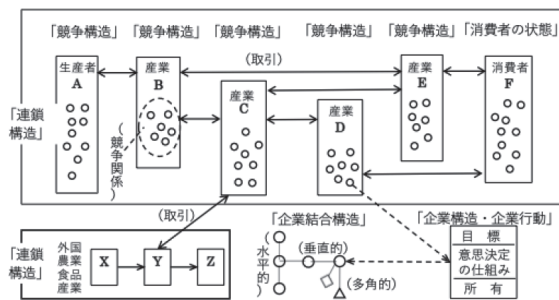 「競争構造」 「競争構造」 「競争構造」 「競争構造」 「競争構造」 「消費者の状態」
(取引)
生産者
A
産業
B
産業
C
産業
D
産業
E
消費者
F
「連鎖
構造」
(競争関係)
(取引)
「連鎖
構造」
外国
農業
食品
産業
X
Y
Z
「企業結合構造」
(水平的)
(垂直的)
(多角的)
「企業構造・企業行動」
目 標
意思決定
の仕組み
所 有